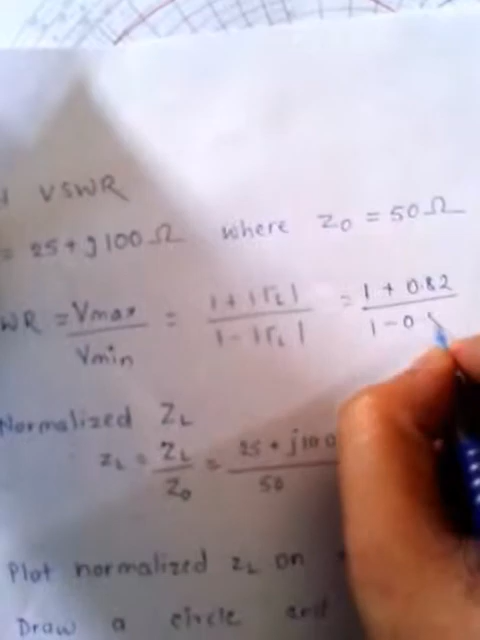 VSWR
= 25 + j100 Ω where Z0 = 50 Ω
WR = Vmax/Vmin = 1 + |ΓL| / 1 - |ΓL| = 1 + 0.82 / 1 - 0
Normalized ZL
zL = ZL/Z0 = 25 + j100 / 50
Plot normalized zL on
Draw a circle